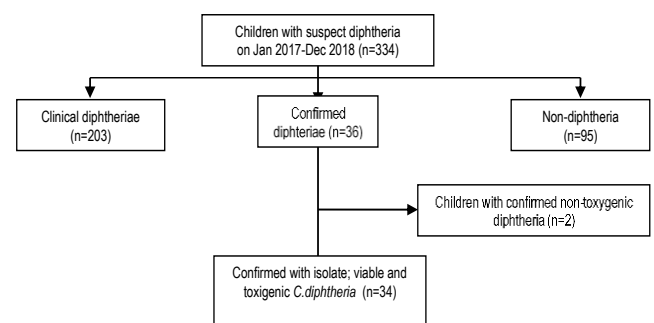 Children with suspect diphtheria
on Jan 2017-Dec 2018 (n=334)
Clinical diphtheriae
(n=203)
Confirmed
diphteriae (n=36)
Non-diphtheria
(n=95)
Children with confirmed non-toxygenic
diphtheria (n=2)
Confirmed with isolate; viable and
toxigenic C.diphtheria (n=34)